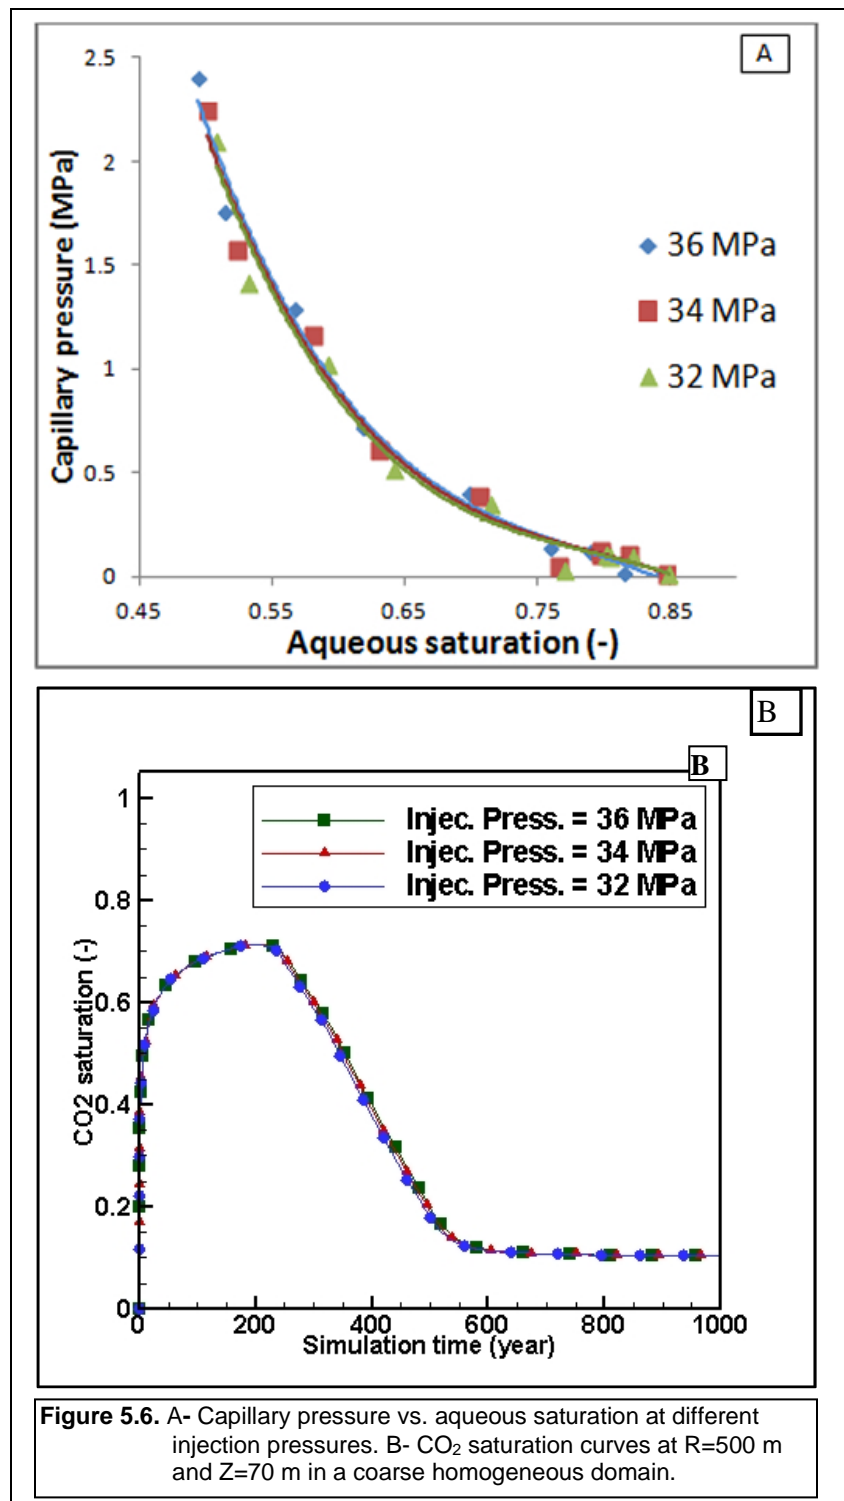 A
2.5
2
1.5
1
0.5
0
Capillary pressure (MPa)
36 MPa
34 MPa
32 MPa
0.45 0.55 0.65 0.75 0.85
Aqueous saturation (-)
B
B
1
0.8
0.6
0.4
0.2
0
CO2 saturation (-)
Injec. Press. = 36 MPa
Injec. Press. = 34 MPa
Injec. Press. = 32 MPa
0 200 400 600 800 1000
Simulation time (year)
Figure 5.6. A- Capillary pressure vs. aqueous saturation at different
injection pressures. B- CO₂ saturation curves at R=500 m
and Z=70 m in a coarse homogeneous domain.